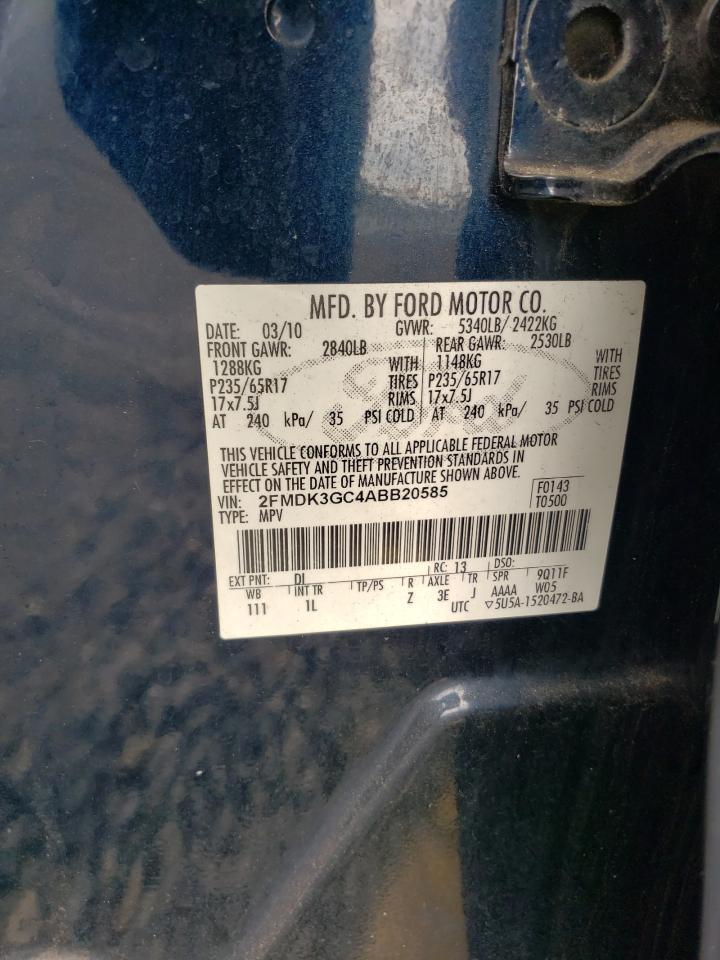 MFD. BY FORD MOTOR CO.
DATE: 03/10 GVWR: 5340LB/ 2422KG
FRONT GAWR: 2840LB REAR GAWR: 2530LB
1288KG WITH 1148KG WITH
P235/65R17 TIRES P235/65R17 TIRES
17x7.5J RIMS 17x7.5J RIMS
AT 240 kPa/ 35 PSI COLD AT 240 kPa/ 35 PSI COLD
Ford
THIS VEHICLE CONFORMS TO ALL APPLICABLE FEDERAL MOTOR
VEHICLE SAFETY AND THEFT PREVENTION STANDARDS IN
EFFECT ON THE DATE OF MANUFACTURE SHOWN ABOVE.
VIN: 2FMDK3GC4ABB20585 F0143
TYPE: MPV T0500
EXT PNT: DI RC: 13 DSO:
WB INT TR TP/PS R AXLE TR SPR 9Q11F
111 1L Z 3E J AAAA W05
UTC ▽5U5A-1520472-BA